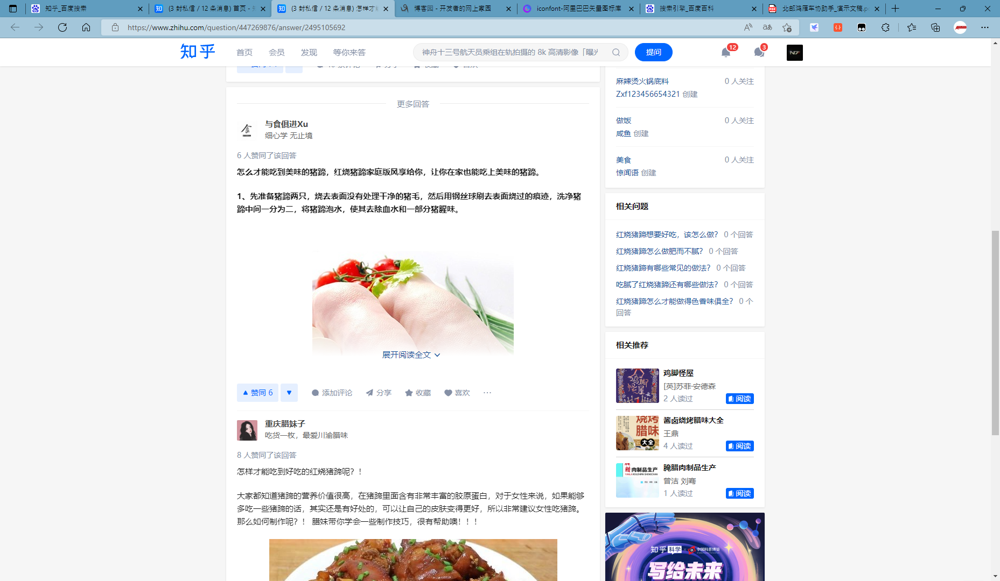 知乎_百度搜索
(3 封私信 / 12 条消息) 首页 -
(3 封私信 / 12 条消息) 怎样才
博客园 - 开发者的网上家园
iconfont-阿里巴巴矢量图标库
搜索引擎_百度百科
北邮鸿雁车协助手_演示文稿.p
https://www.zhihu.com/question/447269876/answer/2495105692
知乎
首页
会员
发现
等你来答
神舟十三号航天员乘组在轨拍摄的 8k 高清影像「曝光
提问
12
3
N7
更多回答
与食俱进Xu
细心学 无止境
6 人赞同了该回答
怎么才能吃到美味的猪蹄，红烧猪蹄家庭版风享给你，让你在家也能吃上美味的猪蹄。
1、先准备猪蹄两只，烧去表面没有处理干净的猪毛，然后用钢丝球刷去表面烧过的痕迹，洗净猪
蹄中间一分为二，将猪蹄泡水，使其去除血水和一部分猪腥味。
展开阅读全文
赞同 6
添加评论
分享
收藏
喜欢
重庆腊妹子
吃货一枚，最爱川渝腊味
8 人赞同了该回答
怎样才能吃到好吃的红烧猪蹄呢？！
大家都知道猪蹄的营养价值很高，在猪蹄里面含有非常丰富的胶原蛋白，对于女性来说，如果能够
多吃一些猪蹄的话，其实还是有好处的，可以让自己的皮肤变得更好，所以非常建议女性吃猪蹄。
那么如何制作呢？！ 腊妹带你学会一些制作技巧，很有帮助噢！！！
麻辣烫火锅底料
0 人关注
Zxf123456654321 创建
做饭
0 人关注
咸鱼 创建
美食
0 人关注
惊闻语 创建
相关问题
红烧猪蹄想要好吃，该怎么做？ 0 个回答
红烧猪蹄怎么做肥而不腻？ 0 个回答
红烧猪蹄有哪些常见的做法？ 0 个回答
吃腻了红烧猪蹄还有哪些做法？ 0 个回答
红烧猪蹄怎么才能做得色香味俱全？ 0 个
回答
相关推荐
鸡脚怪屋
鸡脚怪屋
[英]苏菲·安德森
2 人读过
阅读
烧烤
腊味
大全
酱卤烧烤腊味大全
王鼎
4 人读过
阅读
腊 肉制品生产
腌腊肉制品生产
曾洁 刘骞
1 人读过
阅读
知乎 科学
中国科普博览
写给未来